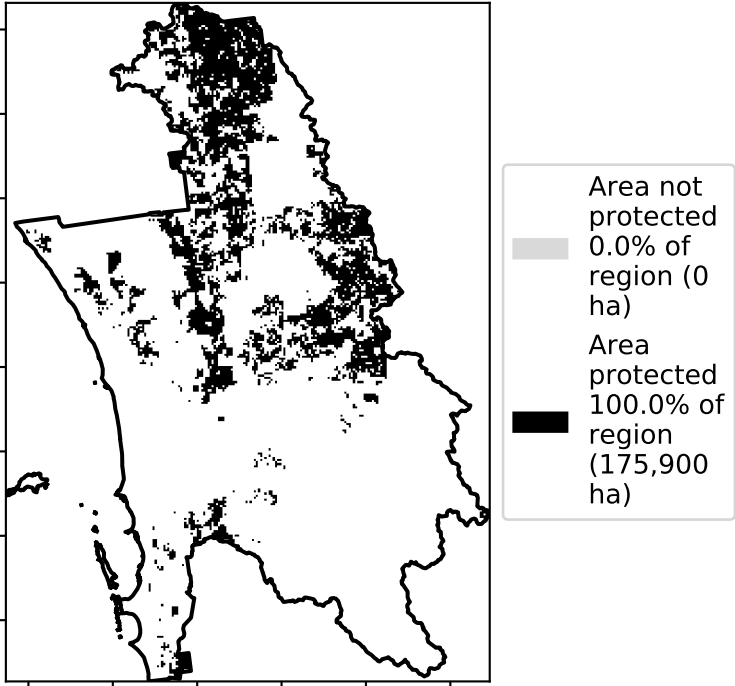 Area not
protected
0.0% of
region (0
ha)
Area
protected
100.0% of
region
(175,900
ha)